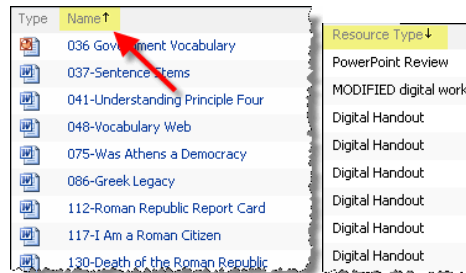 Type Name↑
036 Government Vocabulary
037-Sentence Stems
041-Understanding Principle Four
048-Vocabulary Web
075-Was Athens a Democracy
086-Greek Legacy
112-Roman Republic Report Card
117-I Am a Roman Citizen
130-Death of the Roman Republic
Resource Type↓
PowerPoint Review
MODIFIED digital work
Digital Handout
Digital Handout
Digital Handout
Digital Handout
Digital Handout
Digital Handout